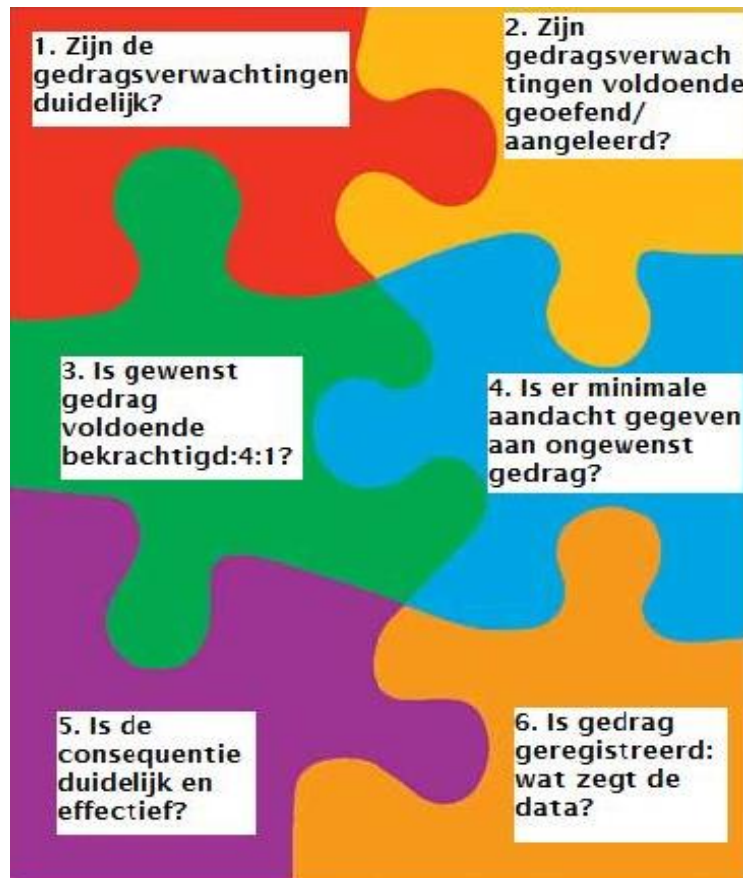 1. Zijn de
gedragsverwachtingen
duidelijk?
2. Zijn
gedragsverwach
tingen voldoende
geoefend/
aangeleerd?
3. Is gewenst
gedrag
voldoende
bekrachtigd:4:1?
4. Is er minimale
aandacht gegeven
aan ongewenst
gedrag?
5. Is de
consequentie
duidelijk en
effectief?
6. Is gedrag
geregistreerd:
wat zegt de
data?